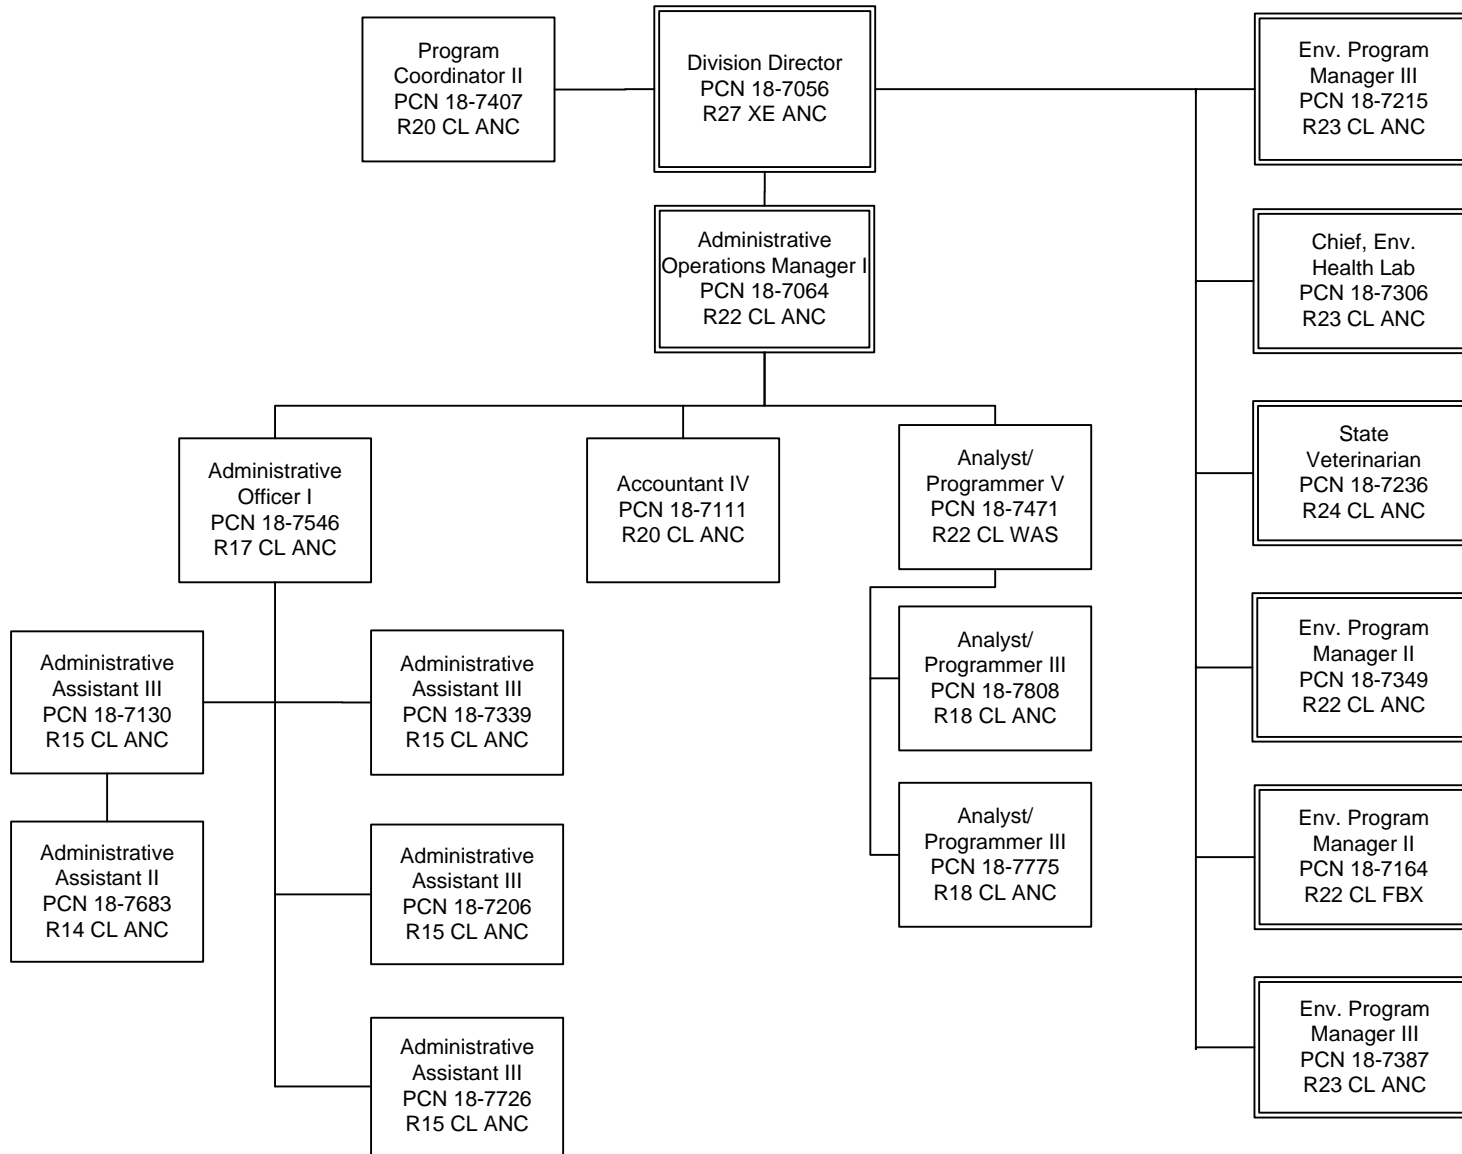 Program
Coordinator II
PCN 18-7407
R20 CL ANC
Division Director
PCN 18-7056
R27 XE ANC
Env. Program
Manager III
PCN 18-7215
R23 CL ANC
Administrative
Operations Manager I
PCN 18-7064
R22 CL ANC
Chief, Env.
Health Lab
PCN 18-7306
R23 CL ANC
State
Veterinarian
PCN 18-7236
R24 CL ANC
Administrative
Officer I
PCN 18-7546
R17 CL ANC
Accountant IV
PCN 18-7111
R20 CL ANC
Analyst/
Programmer V
PCN 18-7471
R22 CL WAS
Env. Program
Manager II
PCN 18-7349
R22 CL ANC
Administrative
Assistant III
PCN 18-7130
R15 CL ANC
Administrative
Assistant III
PCN 18-7339
R15 CL ANC
Analyst/
Programmer III
PCN 18-7808
R18 CL ANC
Env. Program
Manager II
PCN 18-7164
R22 CL FBX
Administrative
Assistant II
PCN 18-7683
R14 CL ANC
Administrative
Assistant III
PCN 18-7206
R15 CL ANC
Analyst/
Programmer III
PCN 18-7775
R18 CL ANC
Env. Program
Manager III
PCN 18-7387
R23 CL ANC
Administrative
Assistant III
PCN 18-7726
R15 CL ANC